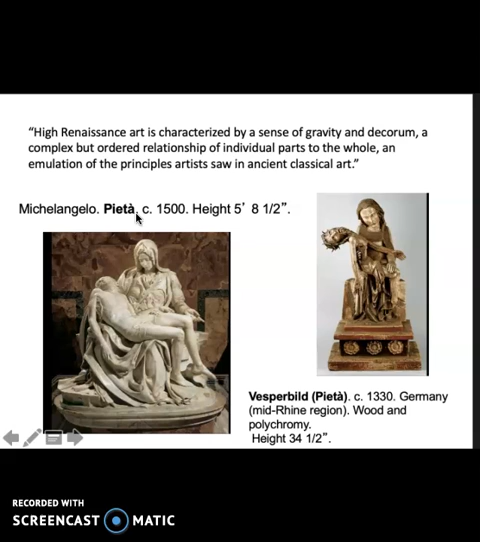 “High Renaissance art is characterized by a sense of gravity and decorum, a
complex but ordered relationship of individual parts to the whole, an
emulation of the principles artists saw in ancient classical art.”
Michelangelo. Pietà. c. 1500. Height 5’ 8 1/2”.
Vesperbild (Pietà). c. 1330. Germany
(mid-Rhine region). Wood and
polychromy.
Height 34 1/2”.
RECORDED WITH
SCREENCAST MATIC